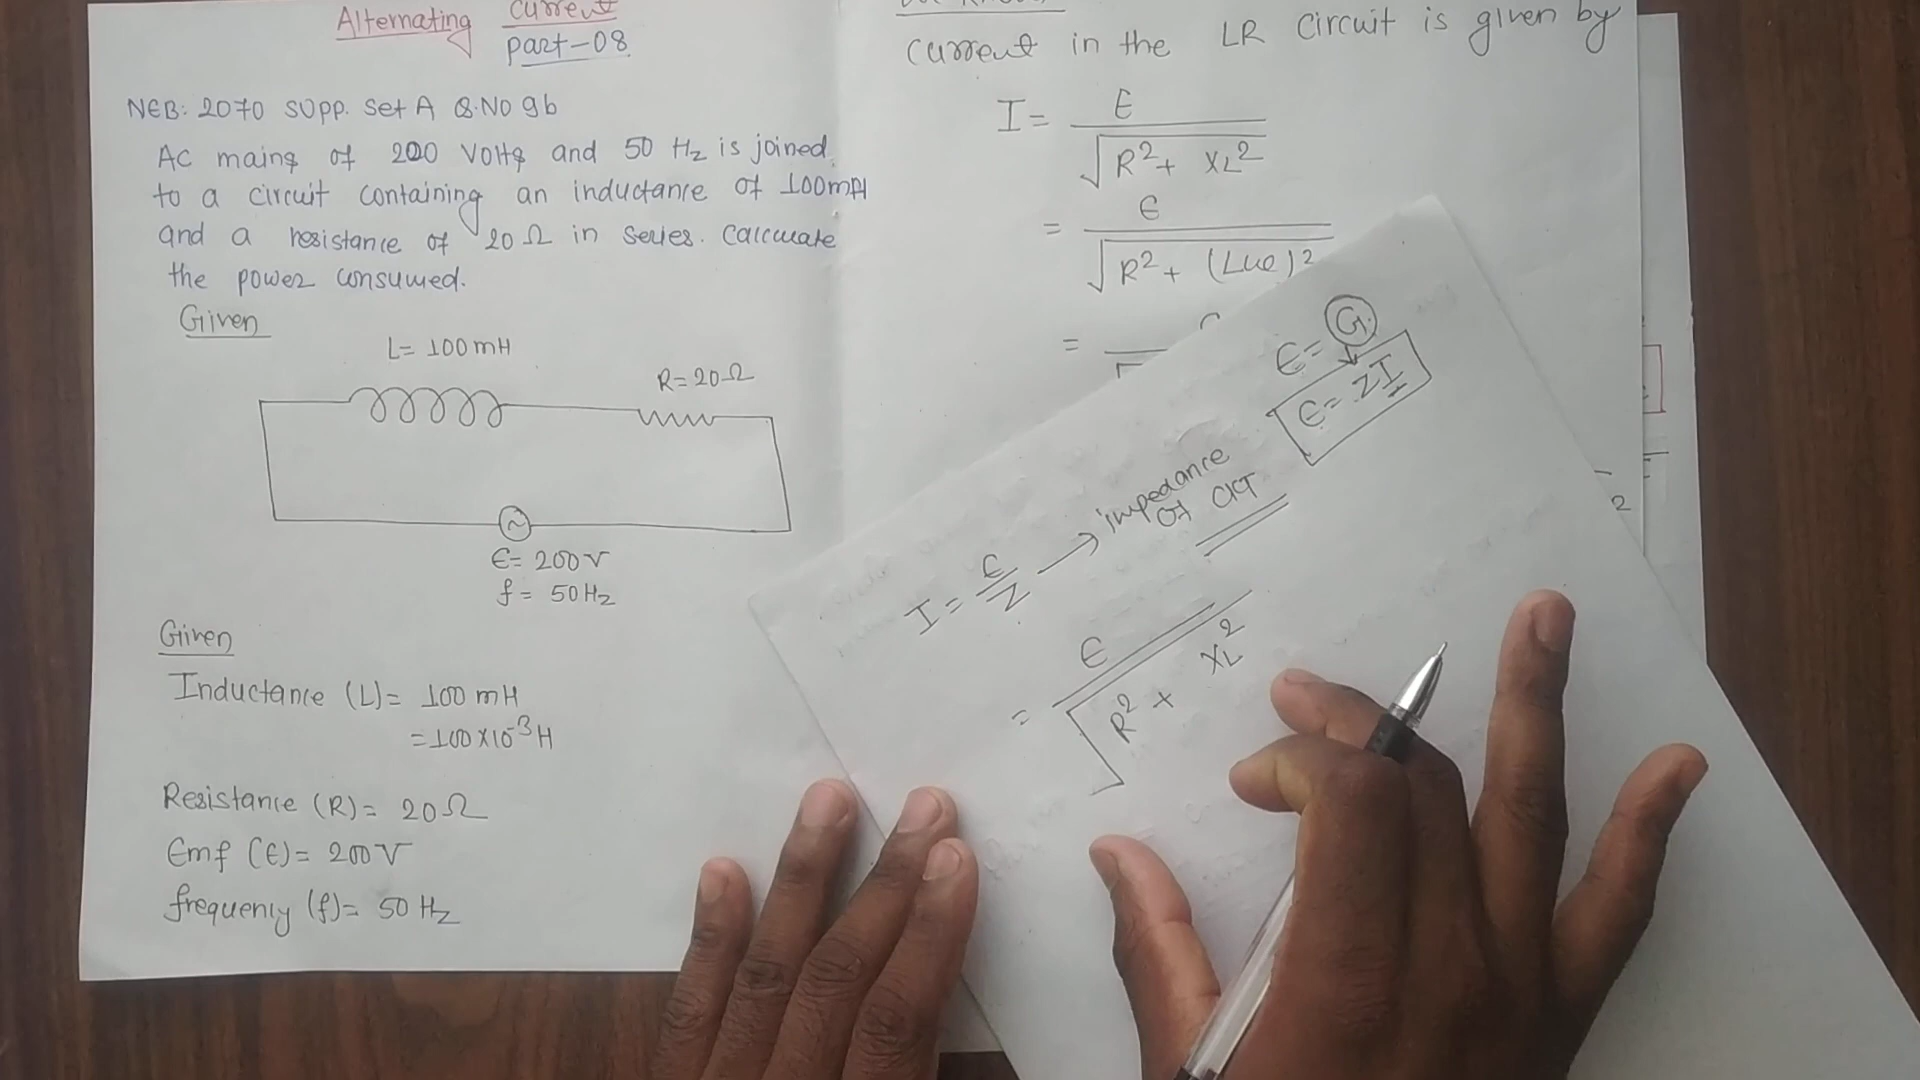 Alternating Current
Part-08
NEB: 2070 SUPP. Set A Q.NO 9b
AC mains of 200 Volts and 50 Hz is joined
to a circuit containing an inductance of 100mH
and a resistance of 20Ω in series. Calculate
the power consumed.
Given
L= 100mH
R=20Ω
~
E= 200V
f= 50Hz
Given
Inductance (L)= 100 mH
=100×10⁻³H
Resistance (R)= 20Ω
Emf (E)= 200V
frequency (f)= 50 Hz
Current in the LR Circuit is given by
I= E / √R²+ XL²
= E / √R²+ (Lω)²
=
E= G
E= ZI
I= E/Z → impedance
of CKT
= E / √R²+ XL²
2